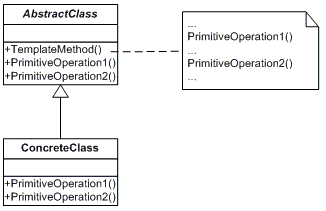 AbstractClass
+TemplateMethod()
+PrimitiveOperation1()
+PrimitiveOperation2()
...
PrimitiveOperation1()
...
PrimitiveOperation2()
...
ConcreteClass
+PrimitiveOperation1()
+PrimitiveOperation2()